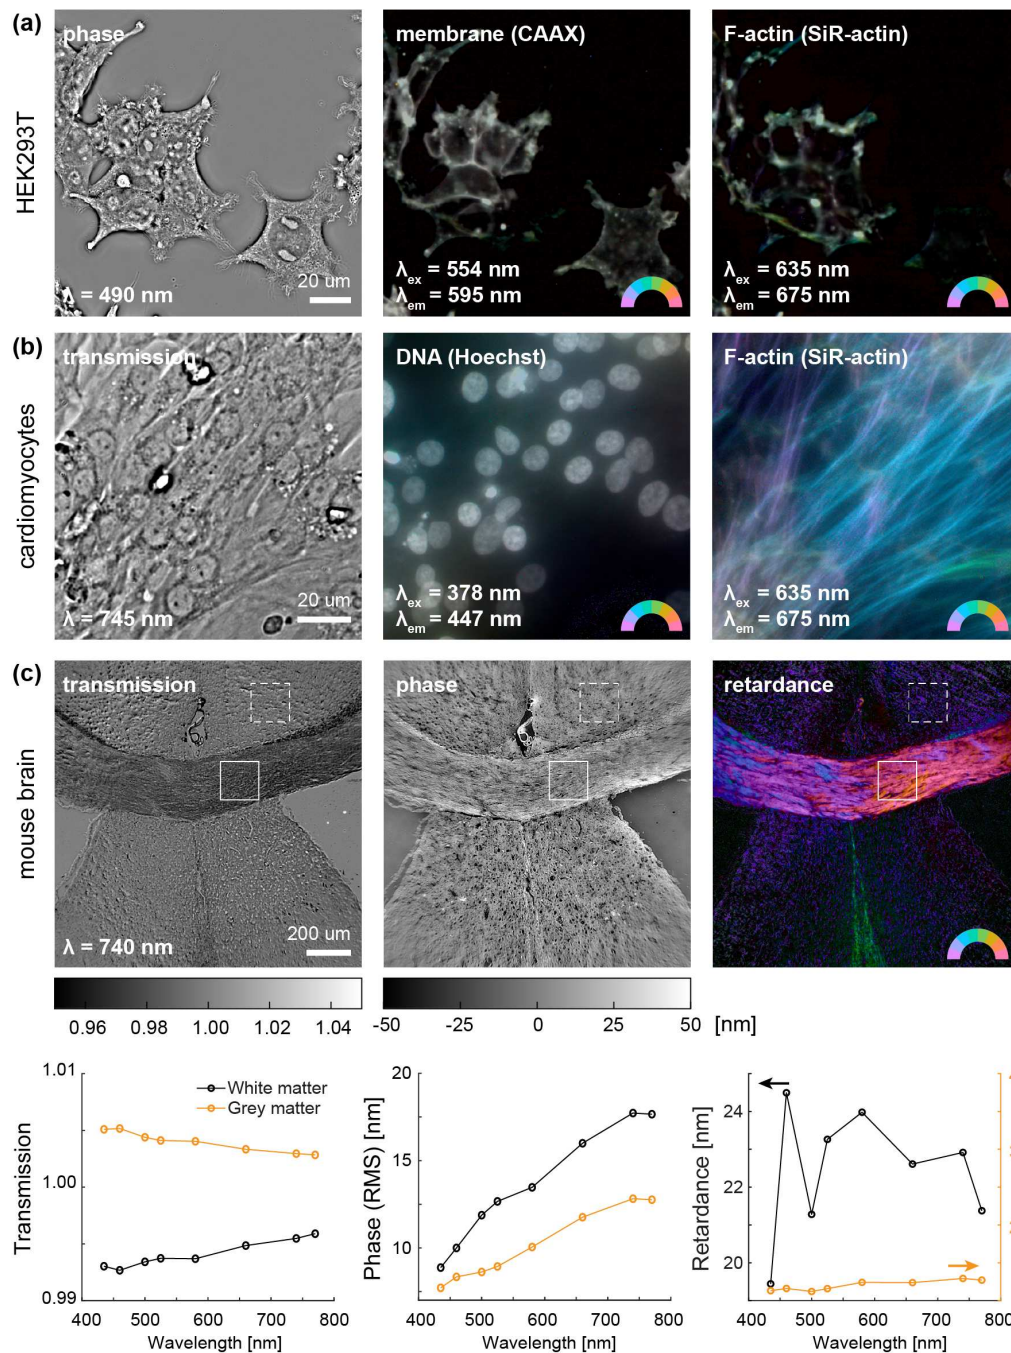 (a)
HEK293T
phase
λ = 490 nm
20 um
membrane (CAAX)
λex = 554 nm
λem = 595 nm
F-actin (SiR-actin)
λex = 635 nm
λem = 675 nm
(b)
cardiomyocytes
transmission
λ = 745 nm
20 um
DNA (Hoechst)
λex = 378 nm
λem = 447 nm
F-actin (SiR-actin)
λex = 635 nm
λem = 675 nm
(c)
mouse brain
transmission
λ = 740 nm
200 um
phase
retardance
0.96 0.98 1.00 1.02 1.04
-50 -25 0 25 50 [nm]
Transmission
1.01
1.00
0.99
White matter
Grey matter
400 500 600 700 800
Wavelength [nm]
Phase (RMS) [nm]
20
15
10
400 500 600 700 800
Wavelength [nm]
Retardance [nm]
24
22
20
400 500 600 700 800
Wavelength [nm]